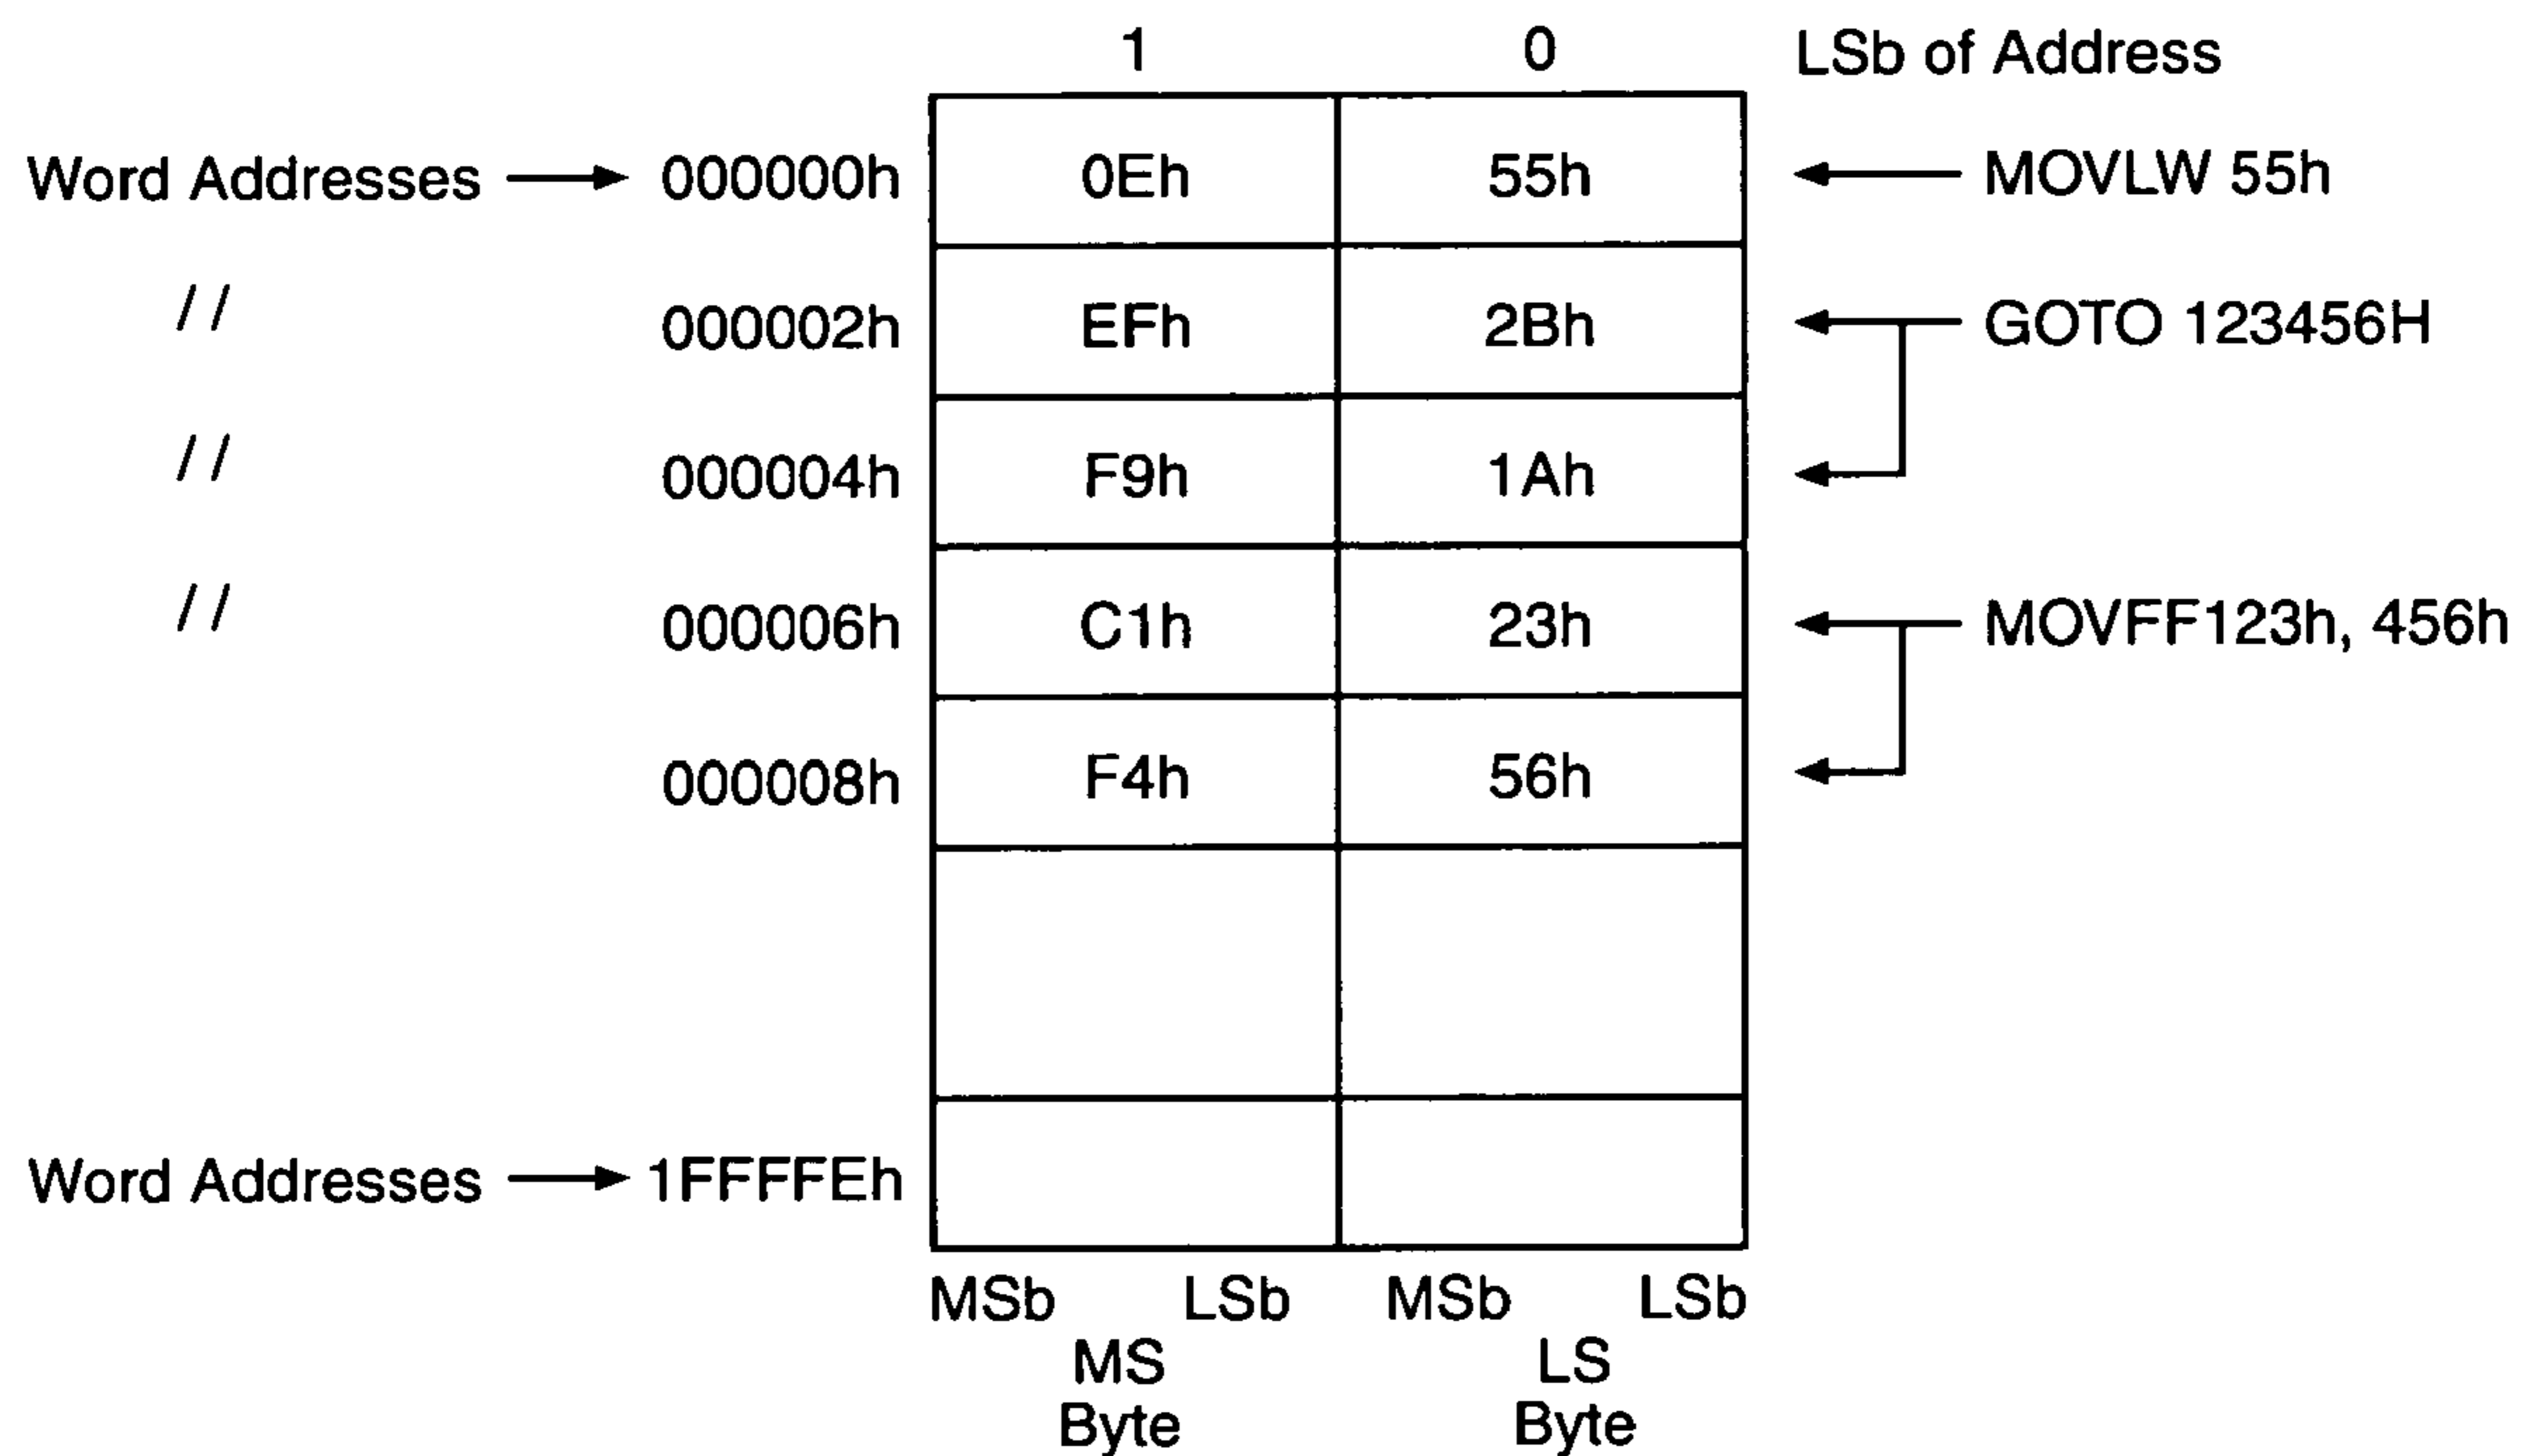 1 0 LSb of Address
Word Addresses 000000h 0Eh 55h MOVLW 55h
// 000002h EFh 2Bh GOTO 123456H
// 000004h F9h 1Ah
// 000006h C1h 23h MOVFF123h, 456h
000008h F4h 56h
Word Addresses 1FFFFEh
MSb LSb MSb LSb
MS LS
Byte Byte